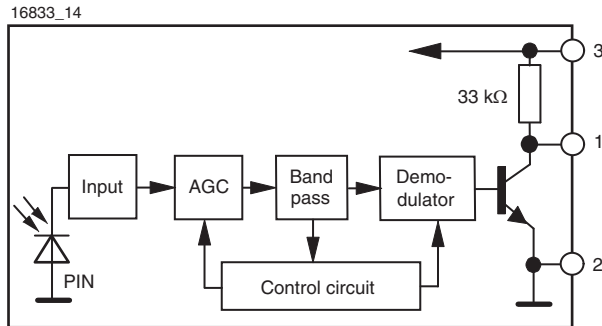 16833_14
3
33 kΩ
1
Input
AGC
Band
pass
Demo-
dulator
PIN
Control circuit
2